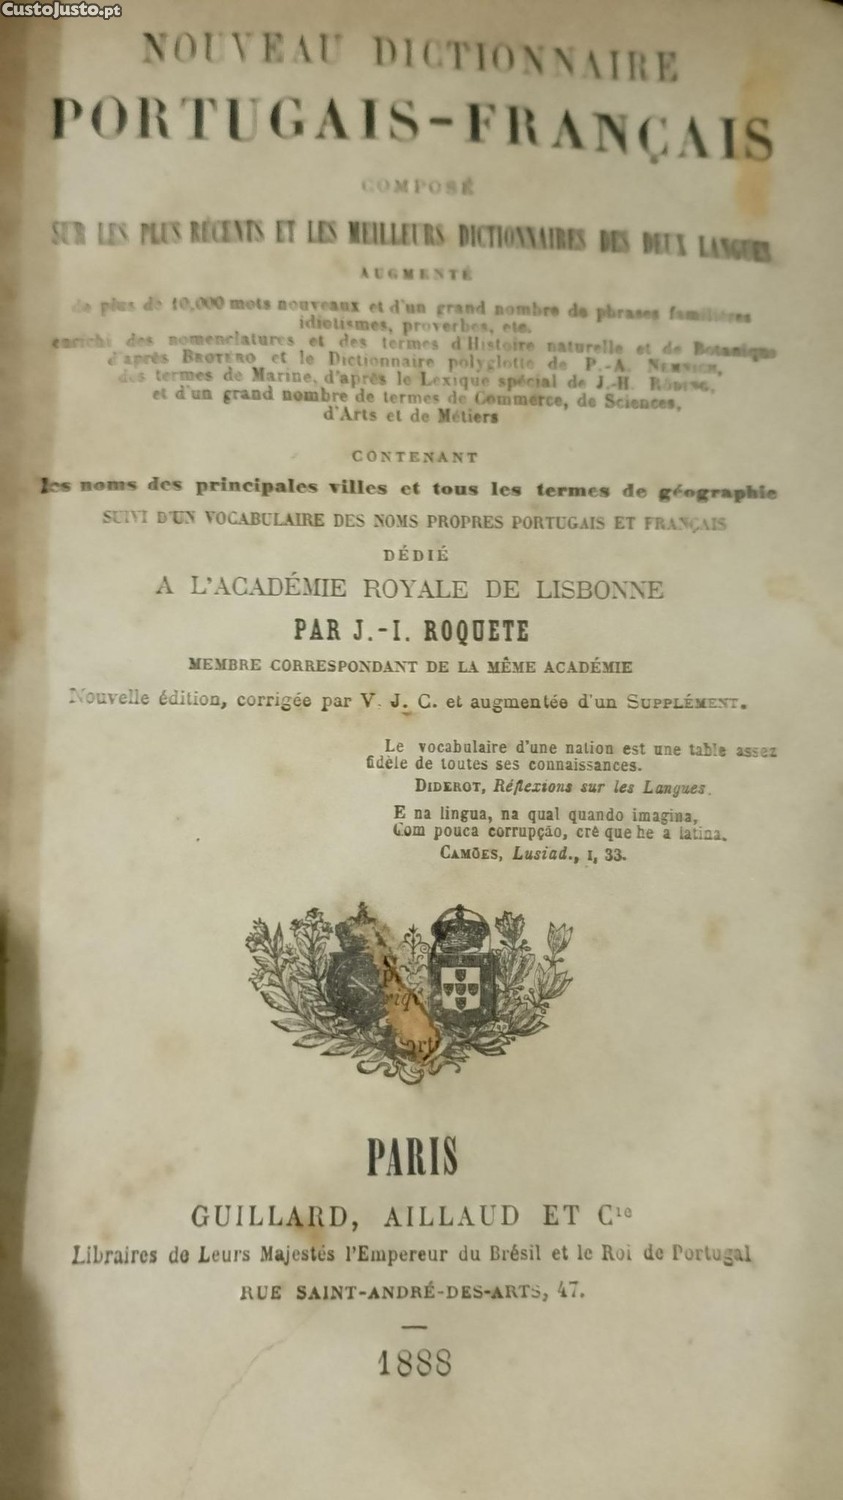 CustoJusto.pt
NOUVEAU DICTIONNAIRE
PORTUGAIS-FRANÇAIS
COMPOSÉ
SUR LES PLUS RÉCENTS ET LES MEILLEURS DICTIONNAIRES DES DEUX LANGUES
AUGMENTÉ
de plus de 10,000 mots nouveaux et d'un grand nombre de phrases familières
idiotismes, proverbes, etc.
enrichi des nomenclatures et des termes d'Histoire naturelle et de Botanique
d'après BROTERO et le Dictionnaire polyglotte de P.-A. NEMNICH,
des termes de Marine, d'après le Lexique spécial de J.-H. RÖDING,
et d'un grand nombre de termes de Commerce, de Sciences,
d'Arts et de Métiers
CONTENANT
les noms des principales villes et tous les termes de géographie
SUIVI D'UN VOCABULAIRE DES NOMS PROPRES PORTUGAIS ET FRANÇAIS
DÉDIÉ
A L'ACADÉMIE ROYALE DE LISBONNE
PAR J.-I. ROQUETE
MEMBRE CORRESPONDANT DE LA MÊME ACADÉMIE
Nouvelle édition, corrigée par V. J. C. et augmentée d'un SUPPLÉMENT.
Le vocabulaire d'une nation est une table assez
fidèle de toutes ses connaissances.
DIDEROT, Réflexions sur les Langues.
E na lingua, na qual quando imagina,
Com pouca corrupção, crê que he a latina.
CAMÕES, Lusiad., I, 33.
PARIS
GUILLARD, AILLAUD ET Cie
Libraires de Leurs Majestés l'Empereur du Brésil et le Roi de Portugal
RUE SAINT-ANDRÉ-DES-ARTS, 47.
1888